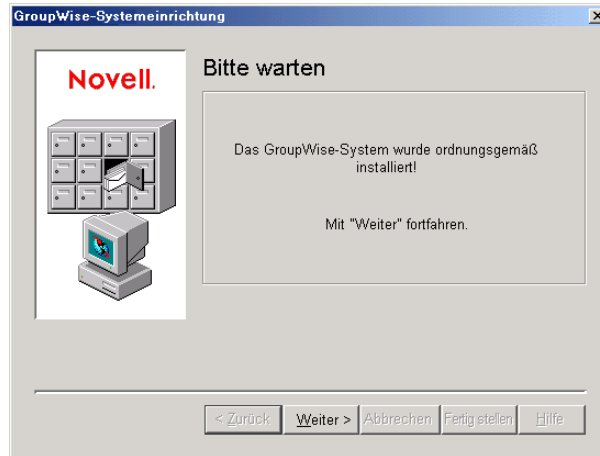 GroupWise-Systemeinrichtung
Novell.
Bitte warten
Das GroupWise-System wurde ordnungsgemäß
installiert!
Mit "Weiter" fortfahren.
< Zurück
Weiter >
Abbrechen
Fertig stellen
Hilfe